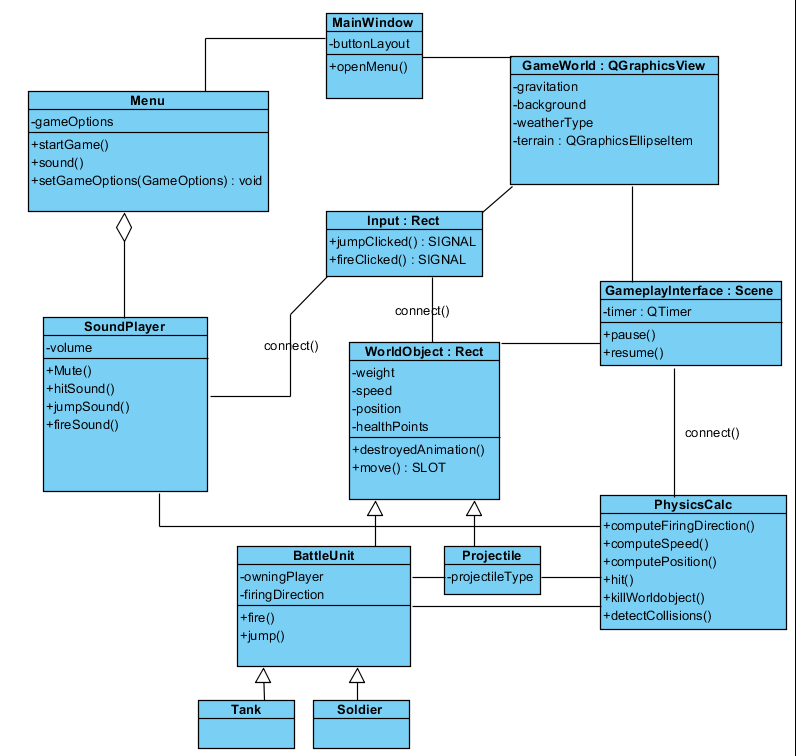 MainWindow
-buttonLayout
+openMenu()
GameWorld : QGraphicsView
-gravitation
-background
-weatherType
-terrain : QGraphicsEllipseItem
Menu
-gameOptions
+startGame()
+sound()
+setGameOptions(GameOptions) : void
Input : Rect
+jumpClicked() : SIGNAL
+fireClicked() : SIGNAL
GameplayInterface : Scene
-timer : QTimer
+pause()
+resume()
connect()
connect()
SoundPlayer
-volume
+Mute()
+hitSound()
+jumpSound()
+fireSound()
WorldObject : Rect
-weight
-speed
-position
-healthPoints
+destroyedAnimation()
+move() : SLOT
connect()
PhysicsCalc
+computeFiringDirection()
+computeSpeed()
+computePosition()
+hit()
+killWorldobject()
+detectCollisions()
BattleUnit
-owningPlayer
-firingDirection
+fire()
+jump()
Projectile
-projectileType
Tank
Soldier